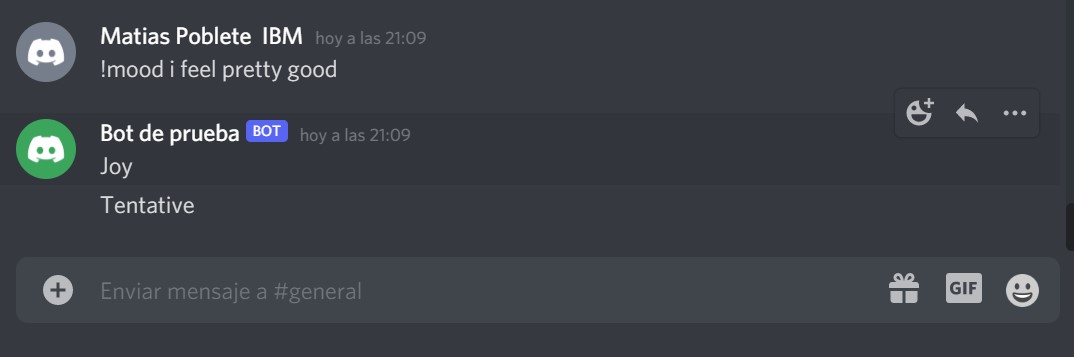 Matias Poblete IBM hoy a las 21:09
!mood i feel pretty good
Bot de prueba BOT hoy a las 21:09
Joy
Tentative
Enviar mensaje a #general GIF